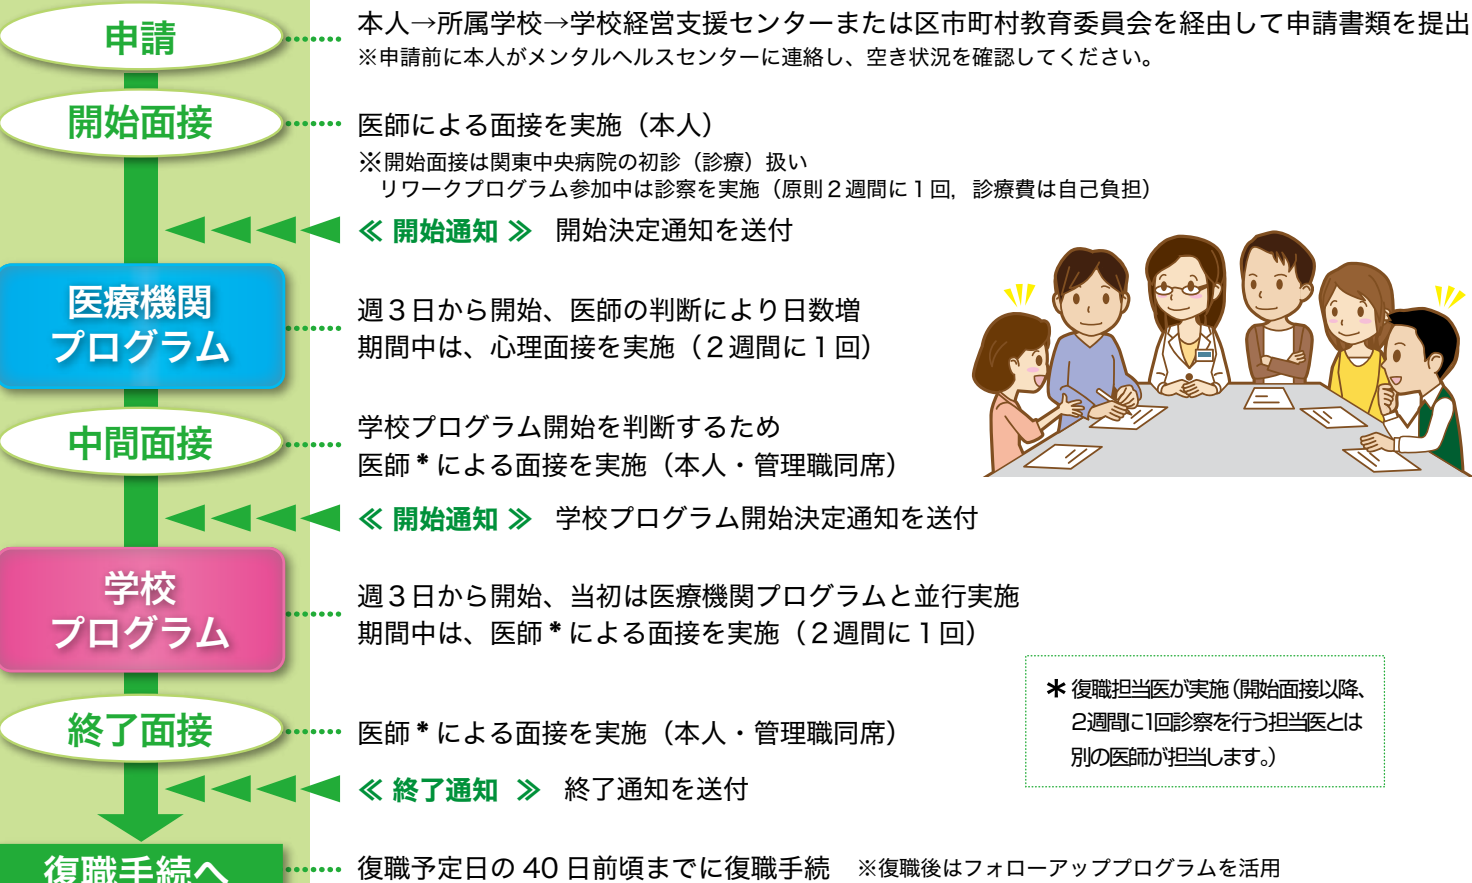 申請
本人→所属学校→学校経営支援センターまたは区市町村教育委員会を経由して申請書類を提出
※申請前に本人がメンタルヘルスセンターに連絡し、空き状況を確認してください。
開始面接
医師による面接を実施（本人）
※開始面接は関東中央病院の初診（診療）扱い
リワークプログラム参加中は診察を実施（原則２週間に１回，診療費は自己負担）
≪ 開始通知 ≫ 開始決定通知を送付
医療機関
プログラム
週３日から開始、医師の判断により日数増
期間中は、心理面接を実施（２週間に１回）
中間面接
学校プログラム開始を判断するため
医師＊による面接を実施（本人・管理職同席）
≪ 開始通知 ≫ 学校プログラム開始決定通知を送付
学校
プログラム
週３日から開始、当初は医療機関プログラムと並行実施
期間中は、医師＊による面接を実施（２週間に１回）
＊復職担当医が実施（開始面接以降、
2週間に1回診察を行う担当医とは
別の医師が担当します。）
終了面接
医師＊による面接を実施（本人・管理職同席）
≪ 終了通知 ≫ 終了通知を送付
復職手続へ
復職予定日の 40 日前頃までに復職手続 ※復職後はフォローアッププログラムを活用